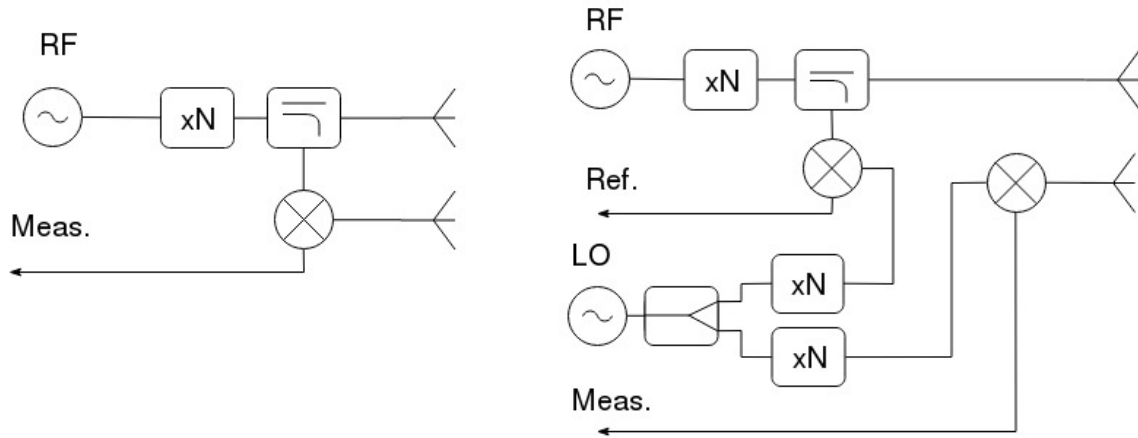 RF
xN
Meas.
RF
xN
Ref.
LO
xN
xN
Meas.